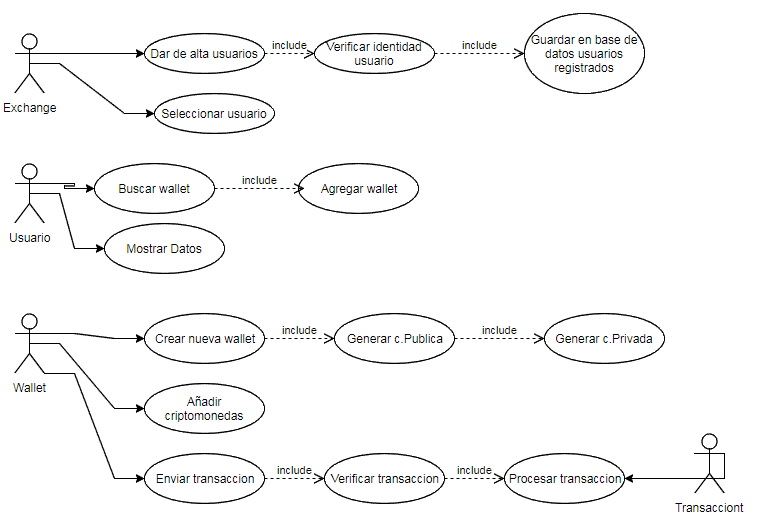 Dar de alta usuarios
include
Verificar identidad
usuario
include
Guardar en base de
datos usuarios
registrados
Exchange
Seleccionar usuario
Buscar wallet
include
Agregar wallet
Usuario
Mostrar Datos
Crear nueva wallet
include
Generar c.Publica
include
Generar c.Privada
Wallet
Añadir
criptomonedas
Enviar transaccion
include
Verificar transaccion
include
Procesar transaccion
Transacciont